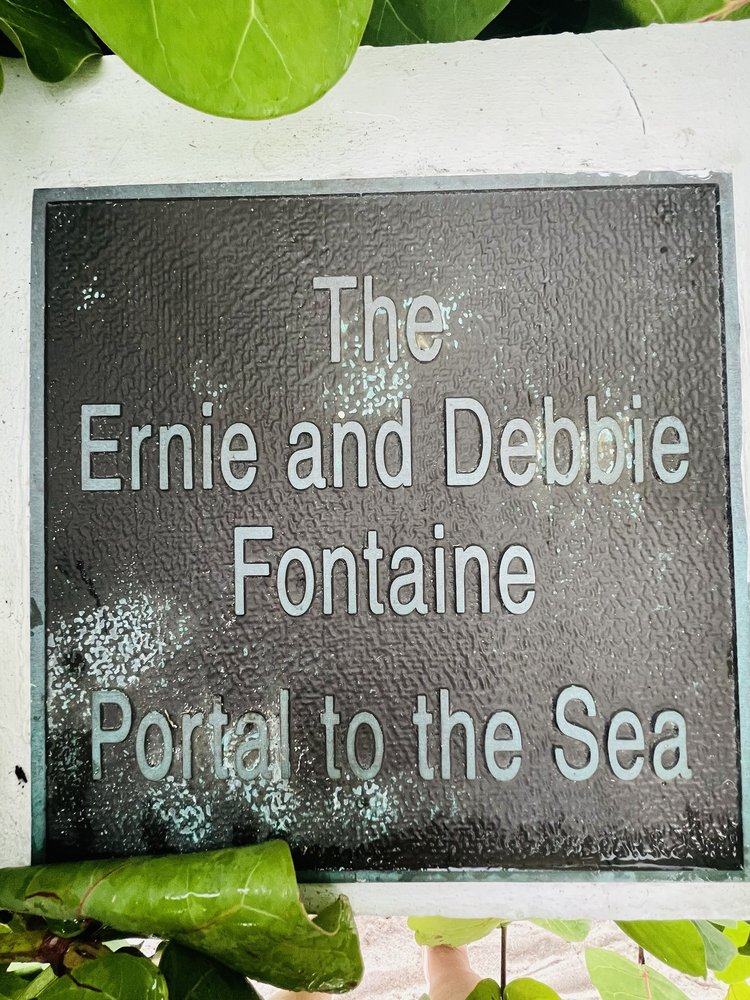 The
Ernie and Debbie
Fontaine
Portal to the Sea